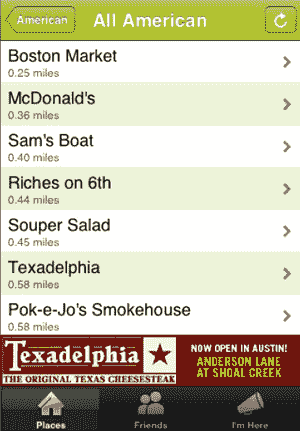 American
All American
Boston Market
0.25 miles
McDonald's
0.36 miles
Sam's Boat
0.40 miles
Riches on 6th
0.44 miles
Souper Salad
0.45 miles
Texadelphia
0.58 miles
Pok-e-Jo's Smokehouse
0.58 miles
Texadelphia
THE ORIGINAL TEXAS CHEESESTEAK
NOW OPEN IN AUSTIN!
ANDERSON LANE
AT SHOAL CREEK
Places
Friends
I'm Here